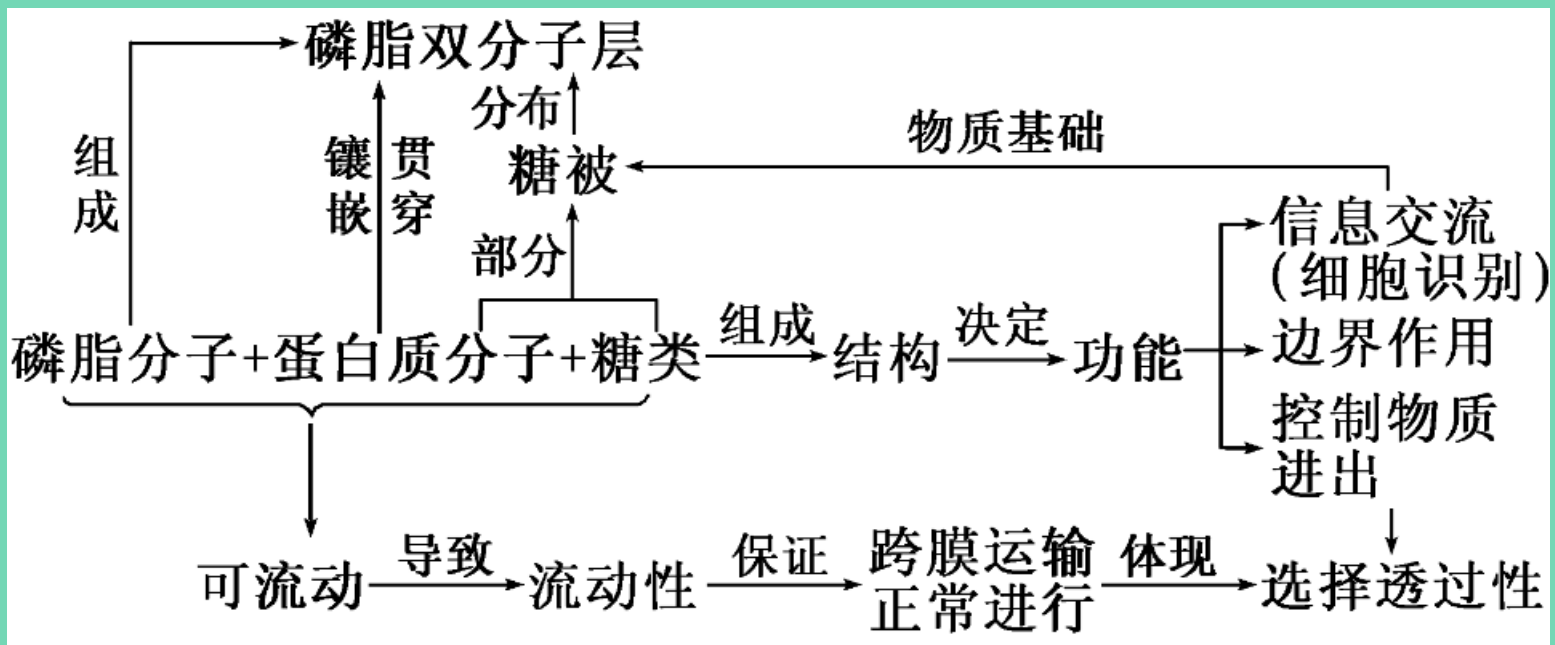 磷脂双分子层
分布
物质基础
组成
镶嵌
贯穿
糖被
信息交流
(细胞识别)
部分
组成
决定
磷脂分子+蛋白质分子+糖类
结构
功能
边界作用
控制物质
进出
导致
保证
跨膜运输
正常进行
体现
可流动
流动性
选择透过性